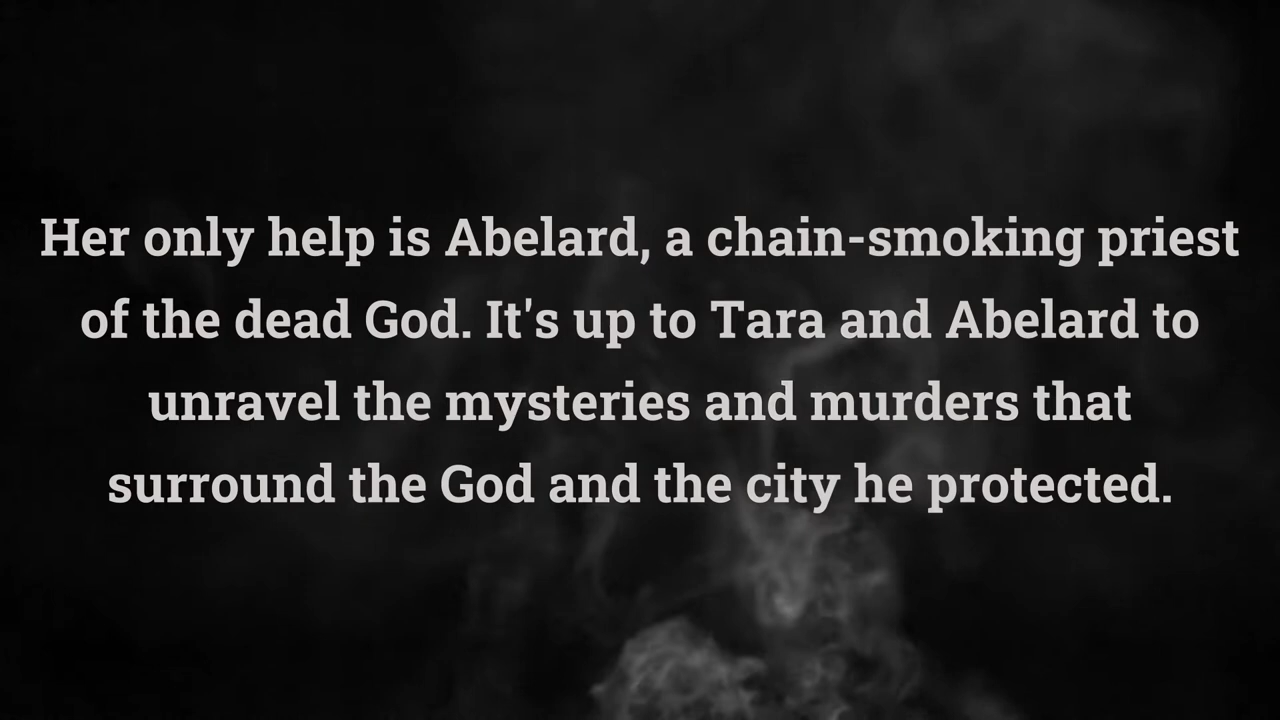 Her only help is Abelard, a chain-smoking priest
of the dead God. It's up to Tara and Abelard to
unravel the mysteries and murders that
surround the God and the city he protected.